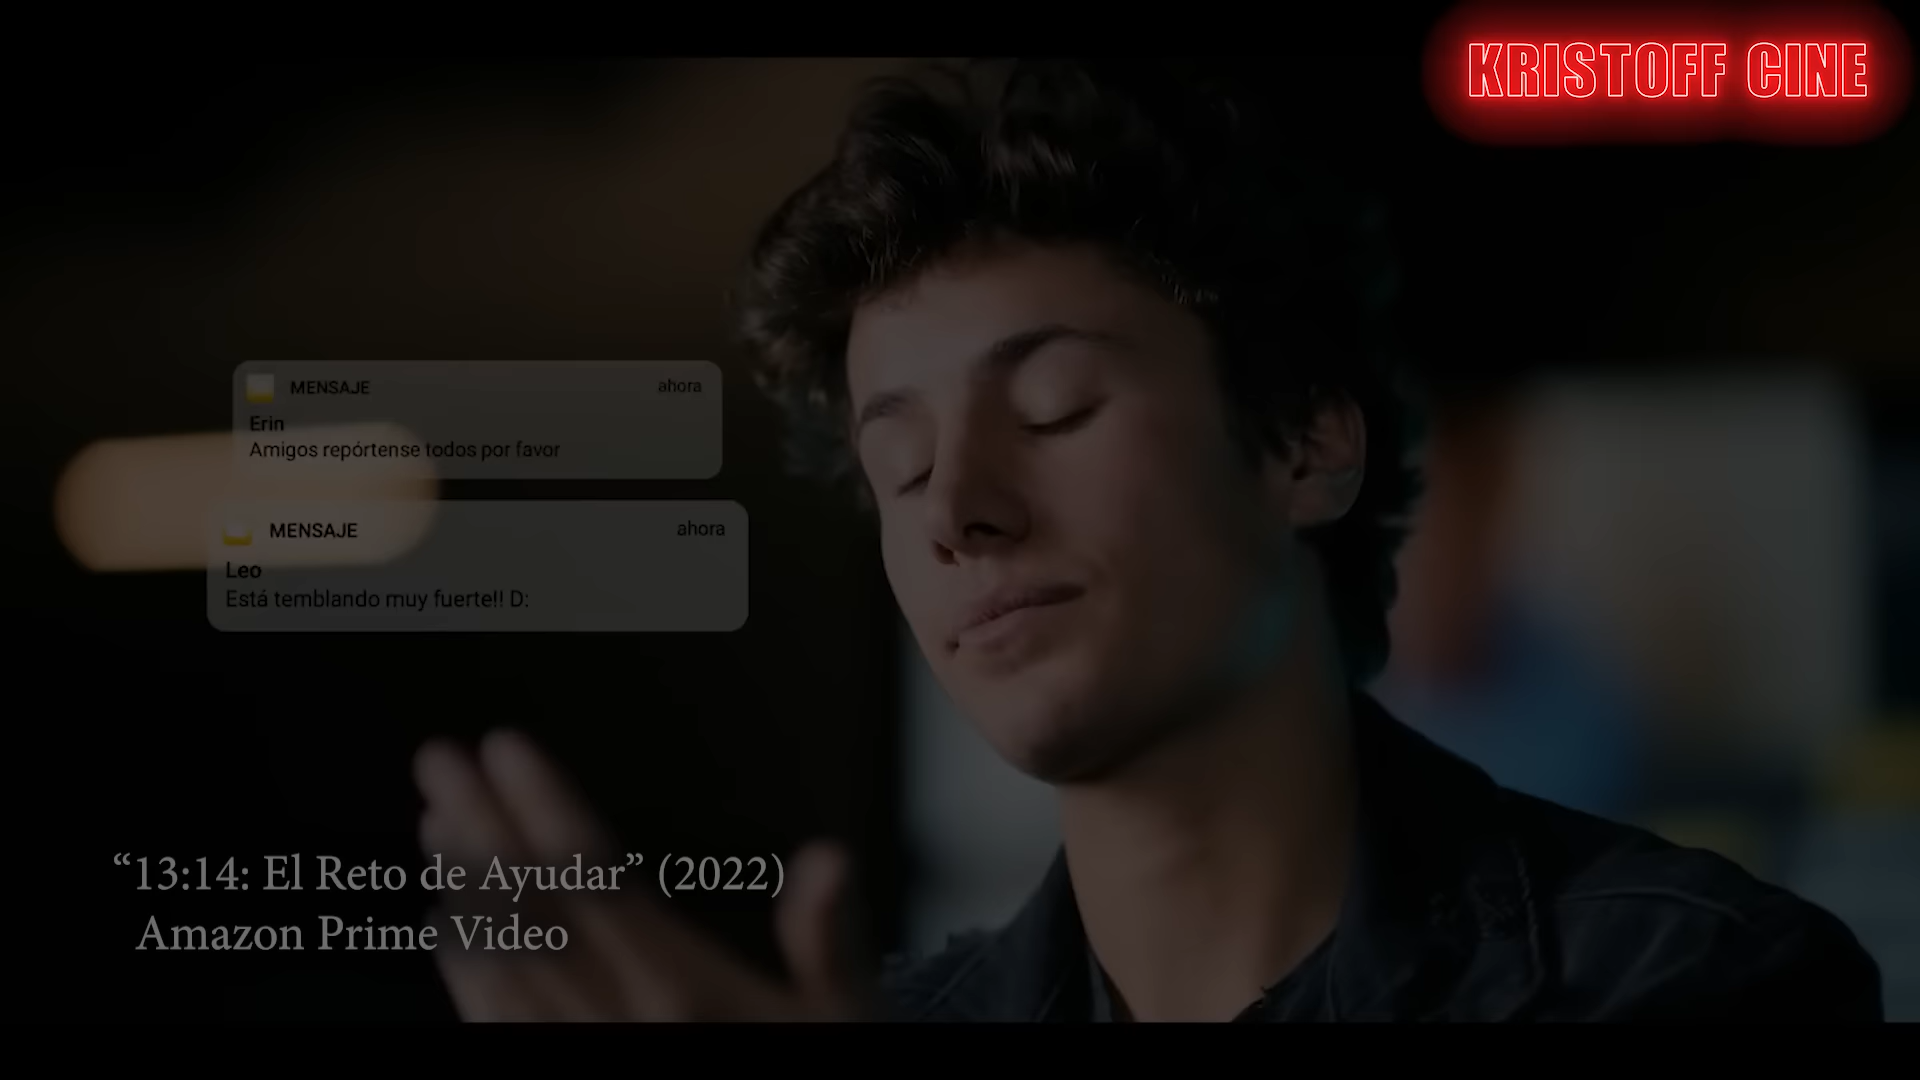 KRISTOFF CINE
MENSAJE ahora
Erin
Amigos repórtense todos por favor
MENSAJE ahora
Leo
Está temblando muy fuerte!! D:
“13:14: El Reto de Ayudar” (2022)
Amazon Prime Video